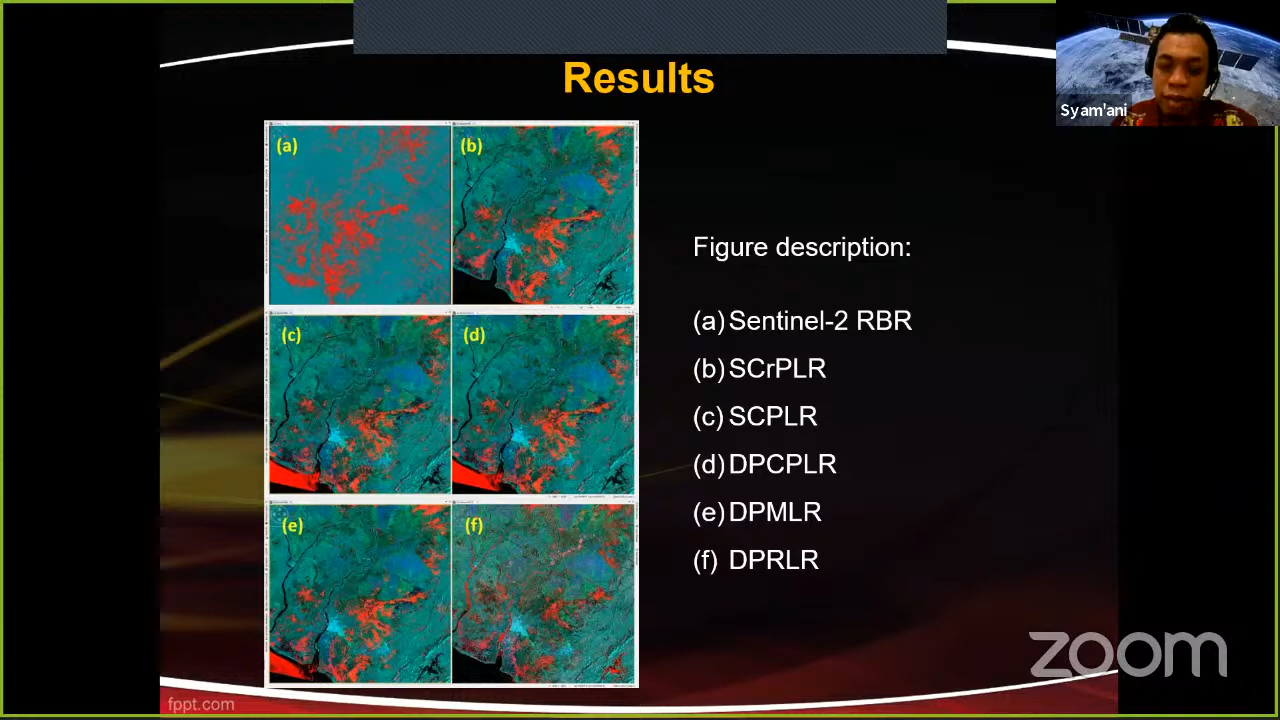 Results
Syam'ani
(a)
(b)
(c)
(d)
(e)
(f)
Figure description:
(a) Sentinel-2 RBR
(b) SCrPLR
(c) SCPLR
(d) DPCPLR
(e) DPMLR
(f) DPRLR
zoom
fppt.com